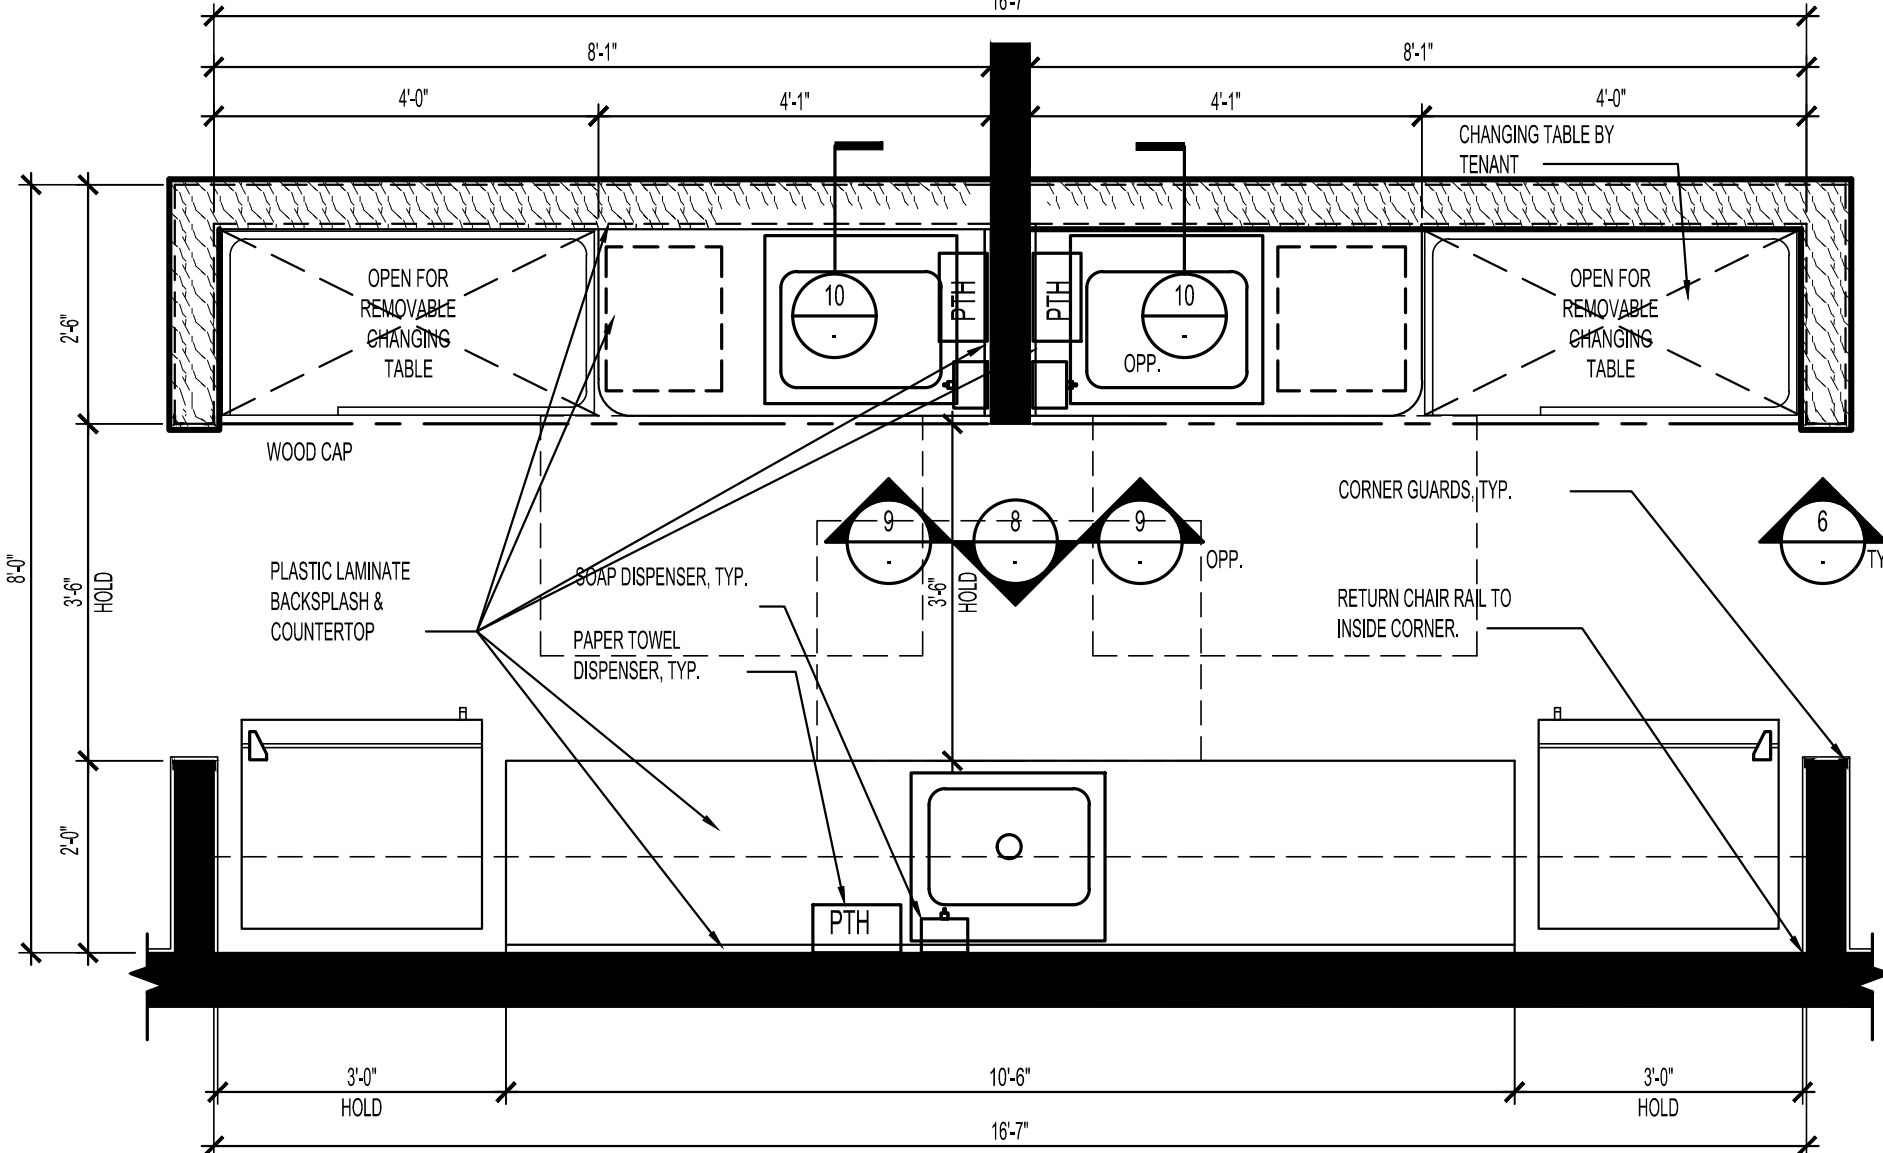 16'-7"
8'-1"
8'-1"
4'-0"
4'-1"
4'-1"
4'-0"
CHANGING TABLE BY
TENANT
OPEN FOR
REMOVABLE
CHANGING
TABLE
10
-
PTH
PTH
10
-
OPP.
OPEN FOR
REMOVABLE
CHANGING
TABLE
2'-6"
WOOD CAP
CORNER GUARDS, TYP.
9
-
8
-
9
-
OPP.
6
-
8'-0"
3'-6"
HOLD
PLASTIC LAMINATE
BACKSPLASH &
COUNTERTOP
SOAP DISPENSER, TYP.
3'-6"
HOLD
RETURN CHAIR RAIL TO
INSIDE CORNER.
PAPER TOWEL
DISPENSER, TYP.
2'-0"
PTH
3'-0"
HOLD
10'-6"
3'-0"
HOLD
16'-7"